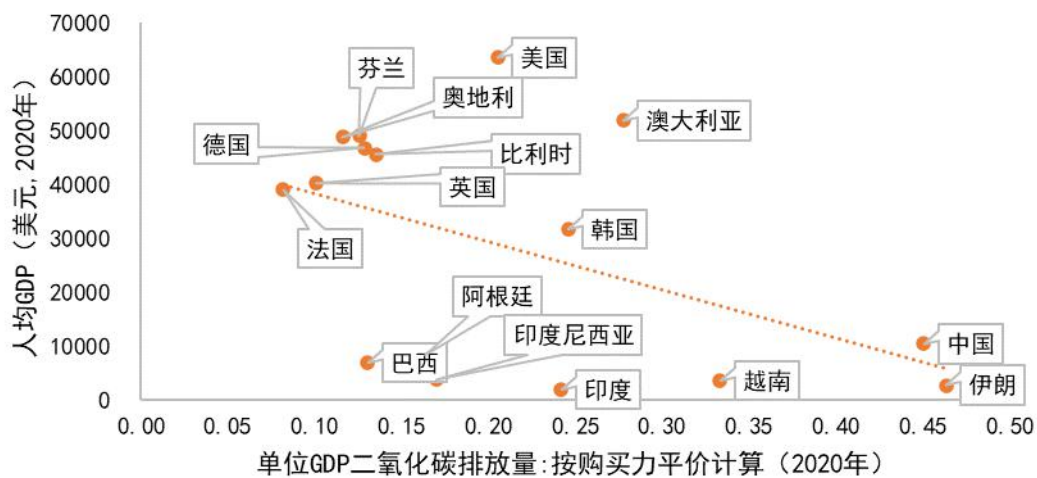 70000
60000
50000
40000
30000
20000
10000
0
人均GDP（美元, 2020年）
美国
芬兰
奥地利
澳大利亚
德国
比利时
英国
韩国
法国
阿根廷
印度尼西亚
巴西
中国
印度
越南
伊朗
0.00 0.05 0.10 0.15 0.20 0.25 0.30 0.35 0.40 0.45 0.50
单位GDP二氧化碳排放量:按购买力平价计算（2020年）